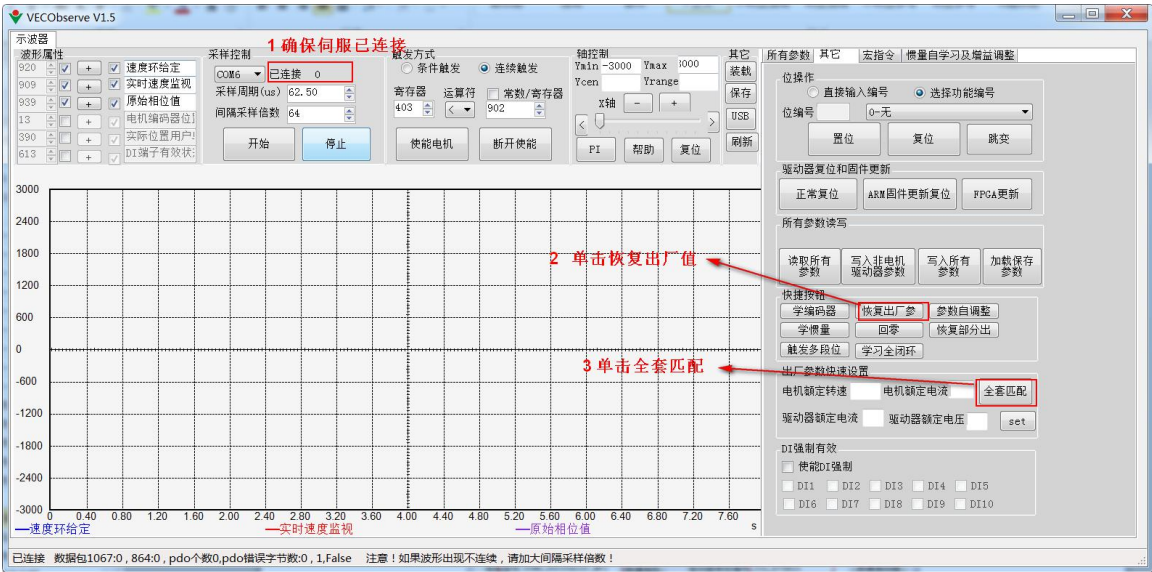 VECObserve V1.5
示波器
1 确保伺服已连接
波形属性
920 + 速度环给定
909 + 实时速度监视
939 + 原始相位值
13 + 电机编码器位
390 + 实际位置用户
613 + DI端子有效状
采样控制
COM6 已连接 0
采样周期(us) 62.50
间隔采样倍数 64
开始 停止
触发方式
条件触发 连续触发
寄存器 运算符 常数/寄存器
403 < 902
使能电机 断开使能
轴控制
Ymin -3000 Ymax 3000
Ycen Yrange
X轴 - +
PI 帮助 复位
其它
装载
保存
USB
刷新
所有参数 其它 宏指令 惯量自学习及增益调整
位操作
直接输入编号 选择功能编号
位编号 0-无
置位 复位 跳变
驱动器复位和固件更新
正常复位 ARM固件更新复位 FPGA更新
所有参数读写
读取所有参数 写入非电机驱动器参数 写入所有参数 加载保存参数
2 单击恢复出厂值
快捷按钮
学编码器 恢复出厂参 参数自调整
学惯量 回零 恢复部分出
触发多段位 学习全闭环
3 单击全套匹配
出厂参数快速设置
电机额定转速 电机额定电流 全套匹配
驱动器额定电流 驱动器额定电压 set
DI强制有效
使能DI强制
DI1 DI2 DI3 DI4 DI5
DI6 DI7 DI8 DI9 DI10
3000
2400
1800
1200
600
0
-600
-1200
-1800
-2400
-3000
0 0.40 0.80 1.20 1.60 2.00 2.40 2.80 3.20 3.60 4.00 4.40 4.80 5.20 5.60 6.00 6.40 6.80 7.20 7.60 s
速度环给定 实时速度监视 原始相位值
已连接 数据包1067:0 , 864:0 , pdo个数0,pdo错误字节数:0 , 1,False 注意！如果波形出现不连续，请加大间隔采样倍数！